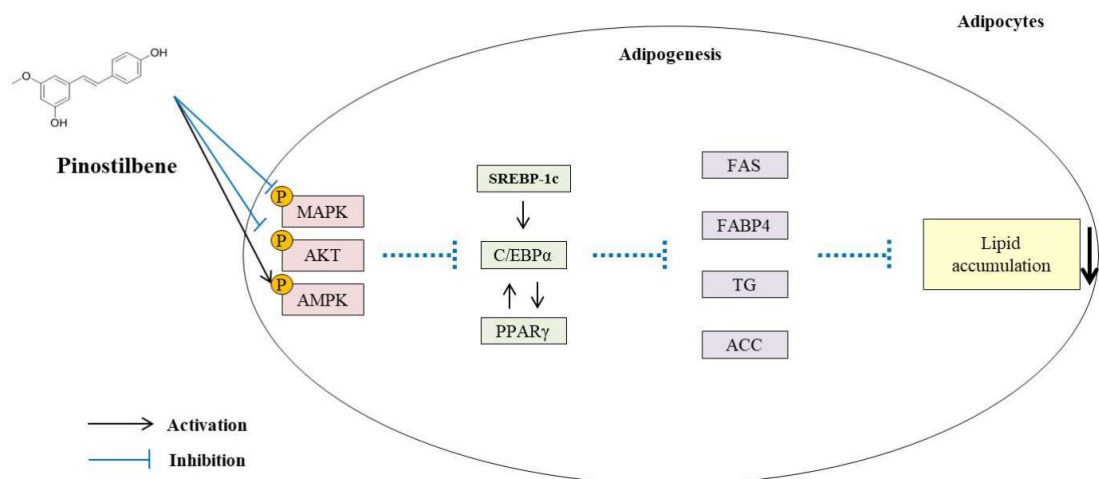 Adipocytes
Adipogenesis
OH
O
OH
Pinostilbene
P
MAPK
P
AKT
P
AMPK
SREBP-1c
C/EBPα
PPARγ
FAS
FABP4
TG
ACC
Lipid
accumulation
Activation
Inhibition